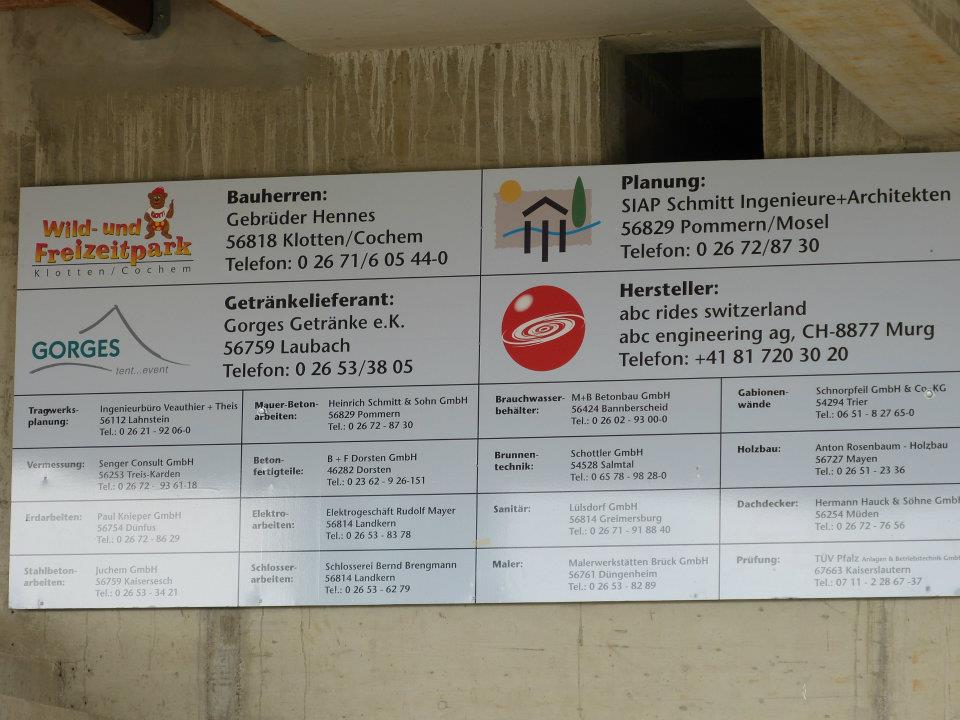 Wild- und
Freizeitpark
Klotten/Cochem
Bauherren:
Gebrüder Hennes
56818 Klotten/Cochem
Telefon: 0 26 71/6 05 44-0
Planung:
SIAP Schmitt Ingenieure+Architekten
56829 Pommern/Mosel
Telefon: 0 26 72/87 30
GORGES
tent...event
Getränkelieferant:
Gorges Getränke e.K.
56759 Laubach
Telefon: 0 26 53/38 05
Hersteller:
abc rides switzerland
abc engineering ag, CH-8877 Murg
Telefon: +41 81 720 30 20
Tragwerks-
planung:
Ingenieurbüro Veauthier + Theis
56112 Lahnstein
Tel.: 0 26 21 - 92 06-0
Mauer-Beton-
arbeiten:
Heinrich Schmitt & Sohn GmbH
56829 Pommern
Tel.: 0 26 72 - 87 30
Brauchwasser-
behälter:
M+B Betonbau GmbH
56424 Bannberscheid
Tel.: 0 26 02 - 93 00-0
Gabionen-
wände
Schnorpfeil GmbH & Co. KG
54294 Trier
Tel.: 06 51 - 8 27 65-0
Vermessung:
Senger Consult GmbH
56253 Treis-Karden
Tel.: 0 26 72 - 93 61-18
Beton-
fertigteile:
B + F Dorsten GmbH
46282 Dorsten
Tel.: 0 23 62 - 9 26-151
Brunnen-
technik:
Schottler GmbH
54528 Salmtal
Tel.: 0 65 78 - 98 28-0
Holzbau:
Anton Rosenbaum - Holzbau
56727 Mayen
Tel.: 0 26 51 - 23 36
Erdarbeiten:
Paul Knieper GmbH
56754 Dünfus
Tel.: 0 26 72 - 86 29
Elektro-
arbeiten:
Elektrogeschäft Rudolf Mayer
56814 Landkern
Tel.: 0 26 53 - 83 78
Sanitär:
Lülsdorf GmbH
56814 Greimersburg
Tel.: 0 26 71 - 91 88 40
Dachdecker:
Hermann Hauck & Söhne GmbH
56254 Müden
Tel.: 0 26 72 - 76 56
Stahlbeton-
arbeiten:
Juchem GmbH
56759 Kaisersesch
Tel.: 0 26 53 - 34 21
Schlosser-
arbeiten:
Schlosserei Bernd Brengmann
56814 Landkern
Tel.: 0 26 53 - 62 79
Maler:
Malerwerkstätten Brück GmbH
56761 Düngenheim
Tel.: 0 26 53 - 82 89
Prüfung:
TÜV Pfalz Anlagen & Betriebstechnik GmbH
67663 Kaiserslautern
Tel.: 07 11 - 2 28 67 -37